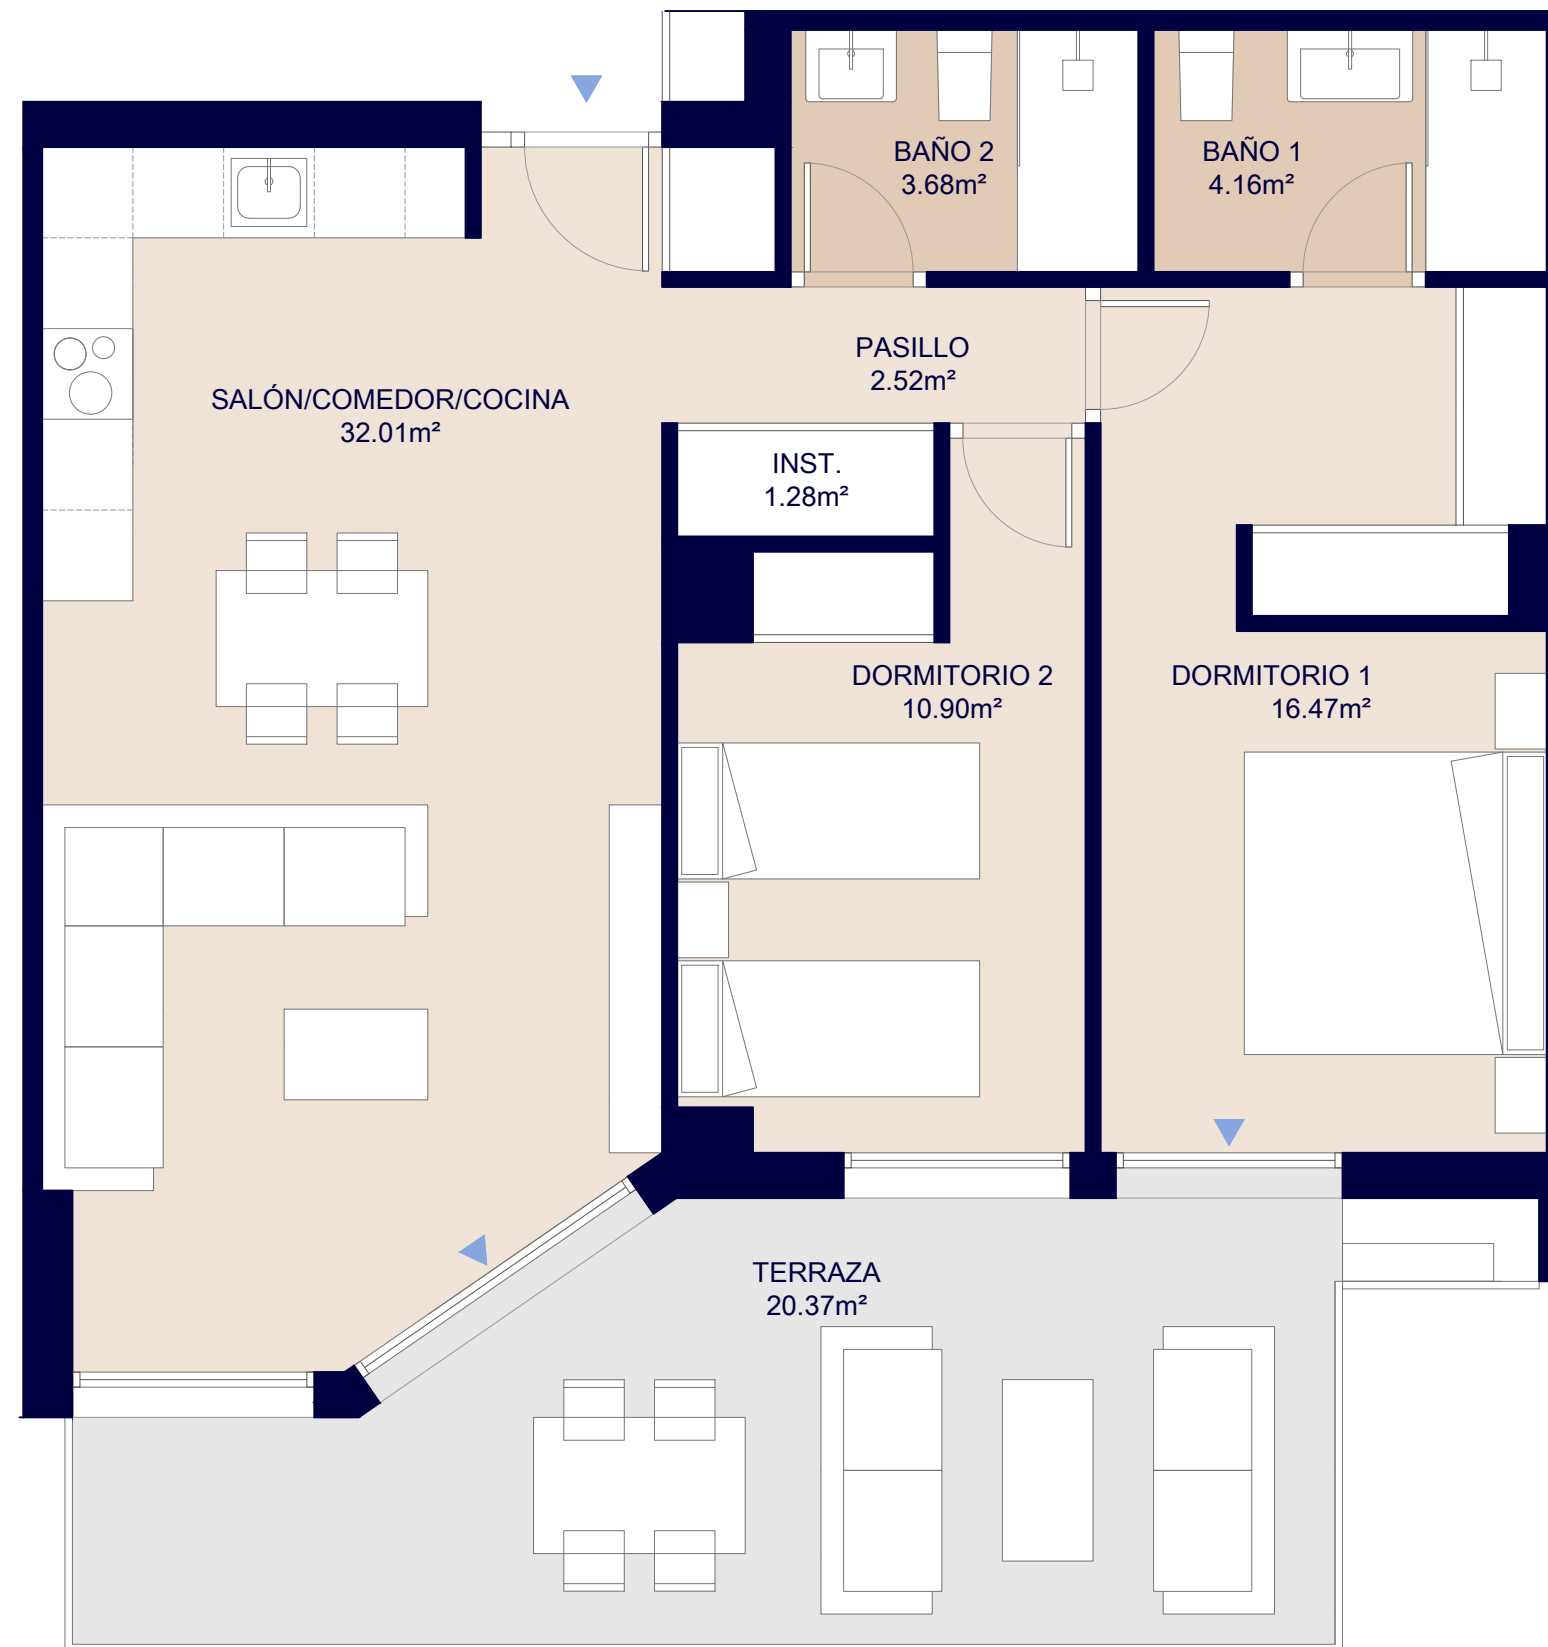 BAÑO 2
3.68m²
BAÑO 1
4.16m²
PASILLO
2.52m²
SALÓN/COMEDOR/COCINA
32.01m²
INST.
1.28m²
DORMITORIO 2
10.90m²
DORMITORIO 1
16.47m²
TERRAZA
20.37m²